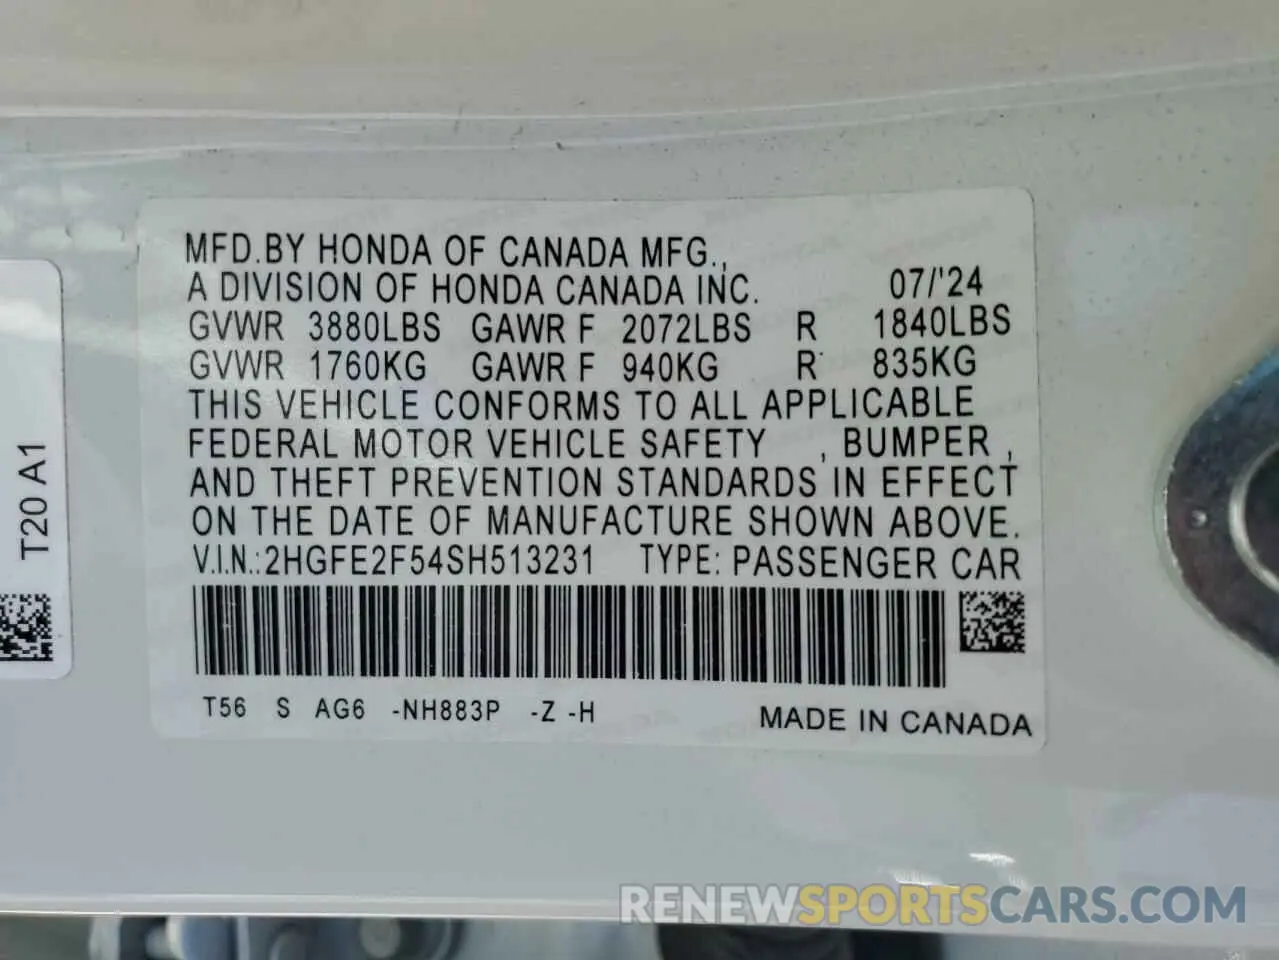 MFD.BY HONDA OF CANADA MFG.,
A DIVISION OF HONDA CANADA INC. 07/'24
GVWR 3880LBS GAWR F 2072LBS R 1840LBS
GVWR 1760KG GAWR F 940KG R 835KG
THIS VEHICLE CONFORMS TO ALL APPLICABLE
FEDERAL MOTOR VEHICLE SAFETY , BUMPER ,
AND THEFT PREVENTION STANDARDS IN EFFECT
ON THE DATE OF MANUFACTURE SHOWN ABOVE.
V.I.N.:2HGFE2F54SH513231 TYPE: PASSENGER CAR
T56 S AG6 -NH883P -Z -H MADE IN CANADA
T20 A1
RENEWSPORTSCARS.COM